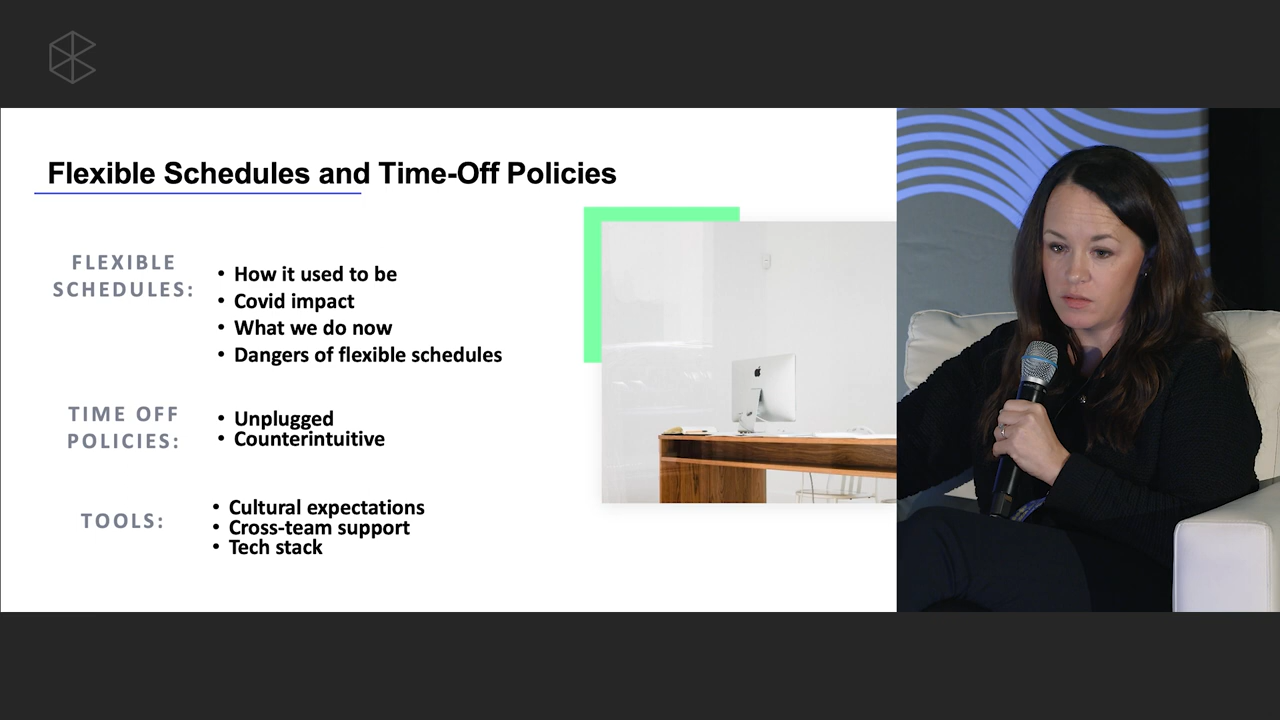 Flexible Schedules and Time-Off Policies
FLEXIBLE
SCHEDULES:
• How it used to be
• Covid impact
• What we do now
• Dangers of flexible schedules
TIME OFF
POLICIES:
• Unplugged
• Counterintuitive
TOOLS:
• Cultural expectations
• Cross-team support
• Tech stack